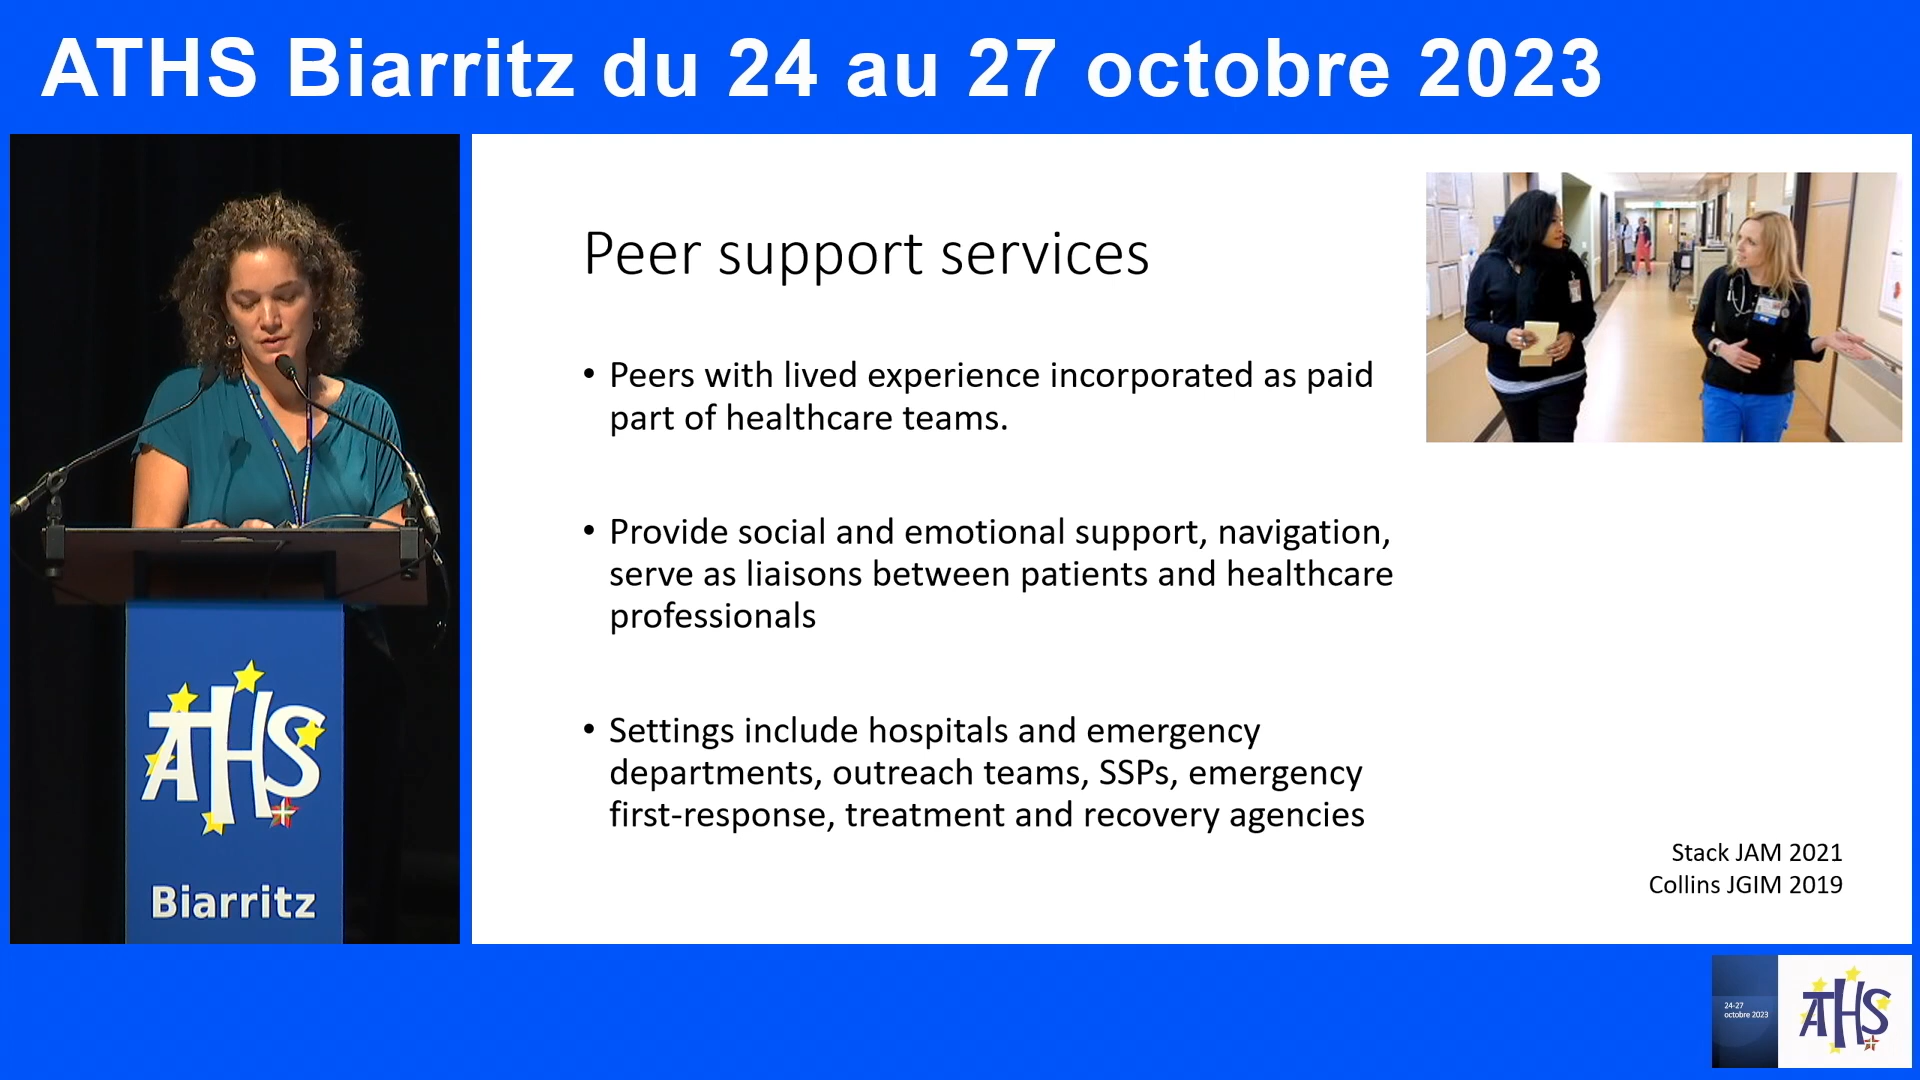 ATHS Biarritz du 24 au 27 octobre 2023
Peer support services
• Peers with lived experience incorporated as paid
part of healthcare teams.
• Provide social and emotional support, navigation,
serve as liaisons between patients and healthcare
professionals
• Settings include hospitals and emergency
departments, outreach teams, SSPs, emergency
first-response, treatment and recovery agencies
Stack JAM 2021
Collins JGIM 2019
ATHS
Biarritz
24-27
octobre 2023
ATHS